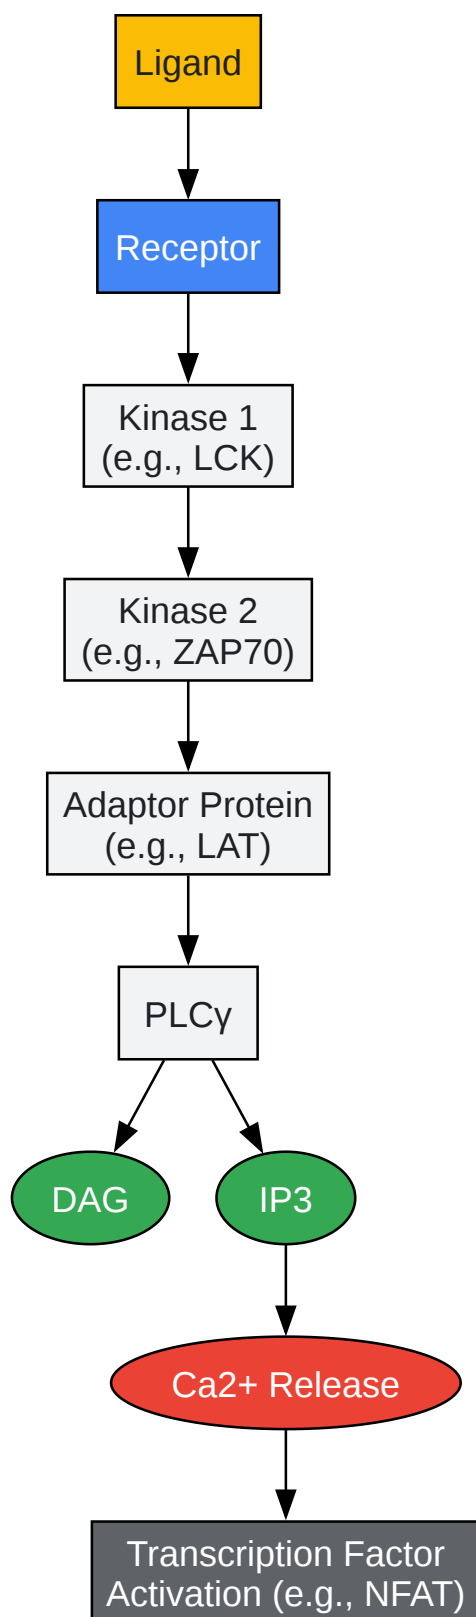 Ligand
Receptor
Kinase 1
(e.g., LCK)
Kinase 2
(e.g., ZAP70)
Adaptor Protein
(e.g., LAT)
PLCγ
DAG
IP3
Ca2+ Release
Transcription Factor
Activation (e.g., NFAT)